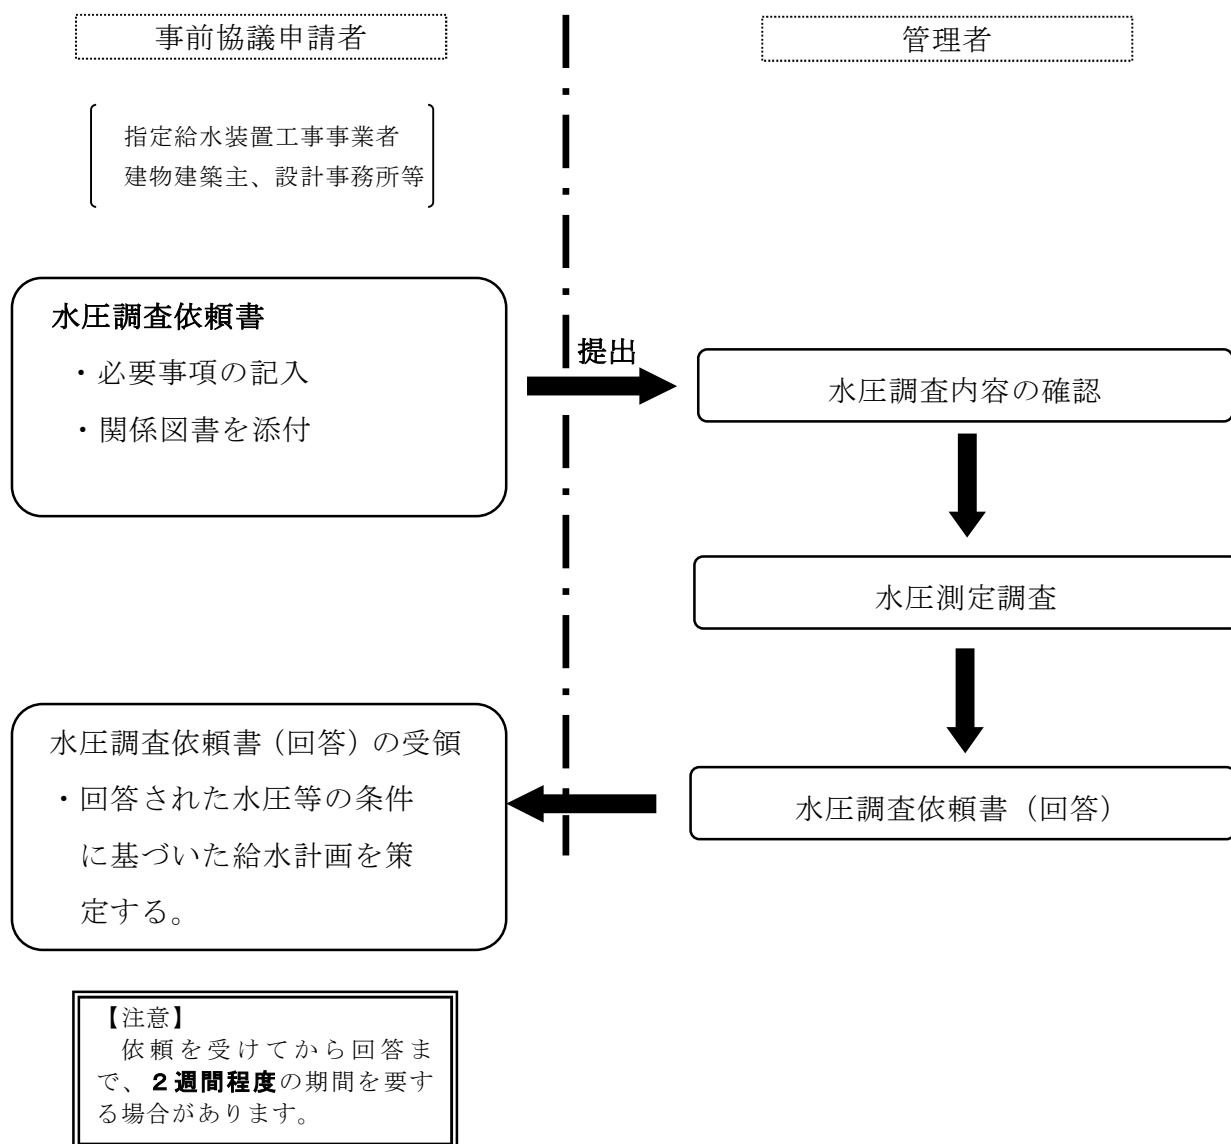 事前協議申請者
管理者
指定給水装置工事事業者
建物建築主、設計事務所等
水圧調査依頼書
・必要事項の記入
・関係図書を添付
提出
水圧調査内容の確認
水圧測定調査
水圧調査依頼書（回答）
水圧調査依頼書（回答）の受領
・回答された水圧等の条件
に基づいた給水計画を策
定する。
【注意】
依頼を受けてから回答ま
で、２週間程度の期間を要す
る場合があります。